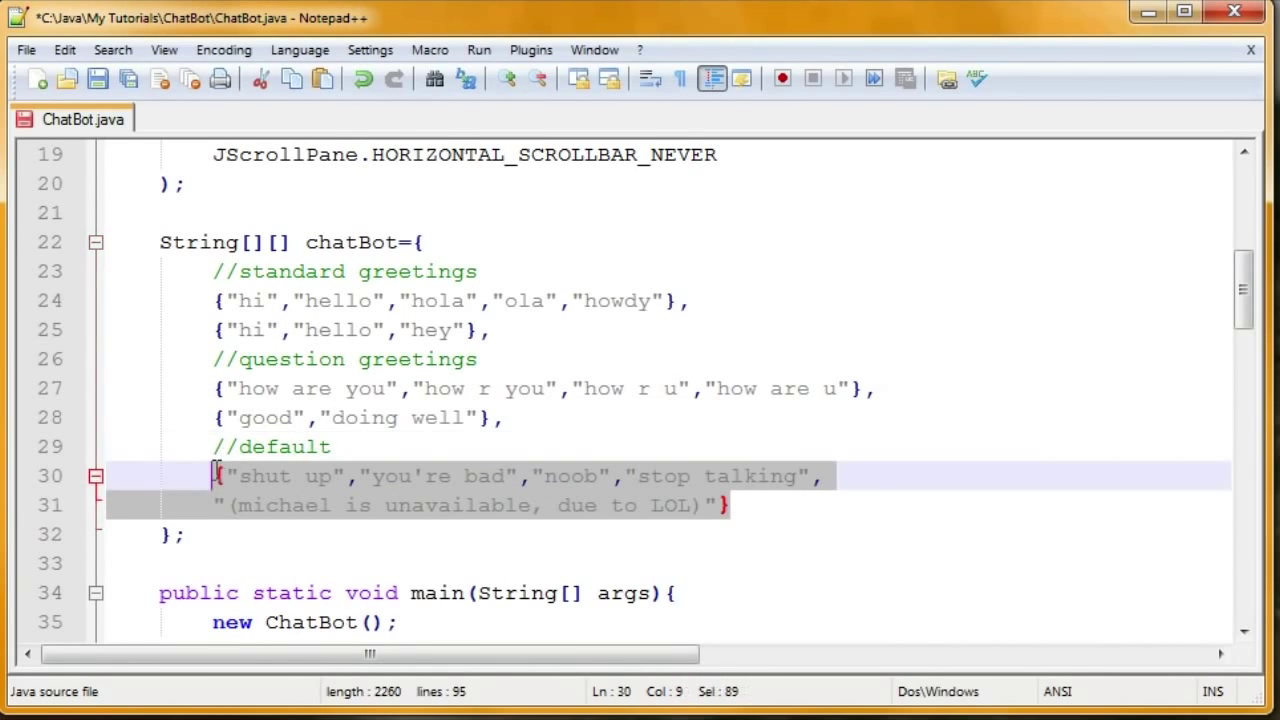 *C:\Java\My Tutorials\ChatBot\ChatBot.java - Notepad++
File Edit Search View Encoding Language Settings Macro Run Plugins Window ? X
ABC
ChatBot.java
19 JScrollPane.HORIZONTAL_SCROLLBAR_NEVER
20 );
21
22 String[][] chatBot={
23 //standard greetings
24 {"hi","hello","hola","ola","howdy"},
25 {"hi","hello","hey"},
26 //question greetings
27 {"how are you","how r you","how r u","how are u"},
28 {"good","doing well"},
29 //default
30 {"shut up","you're bad","noob","stop talking",
31 "(michael is unavailable, due to LOL)"}
32 };
33
34 public static void main(String[] args){
35 new ChatBot();
Java source file length : 2260 lines : 95 Ln : 30 Col : 9 Sel : 89 Dos\Windows ANSI INS